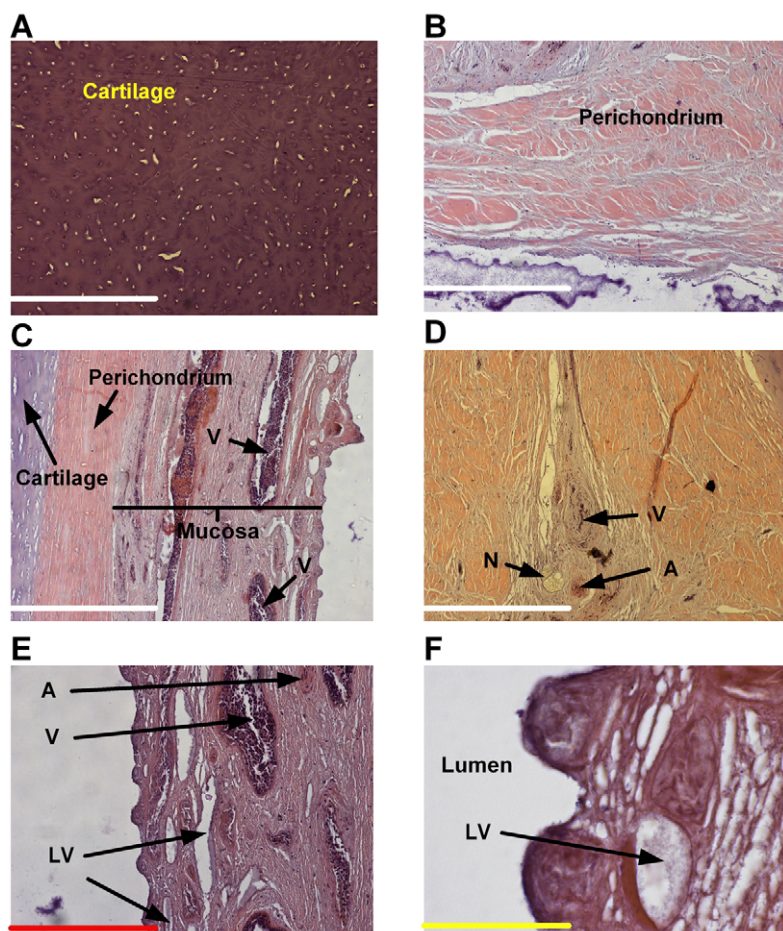 A
Cartilage
B
Perichondrium
C
Perichondrium
V
Cartilage
Mucosa
V
D
V
N
A
E
A
V
LV
F
Lumen
LV